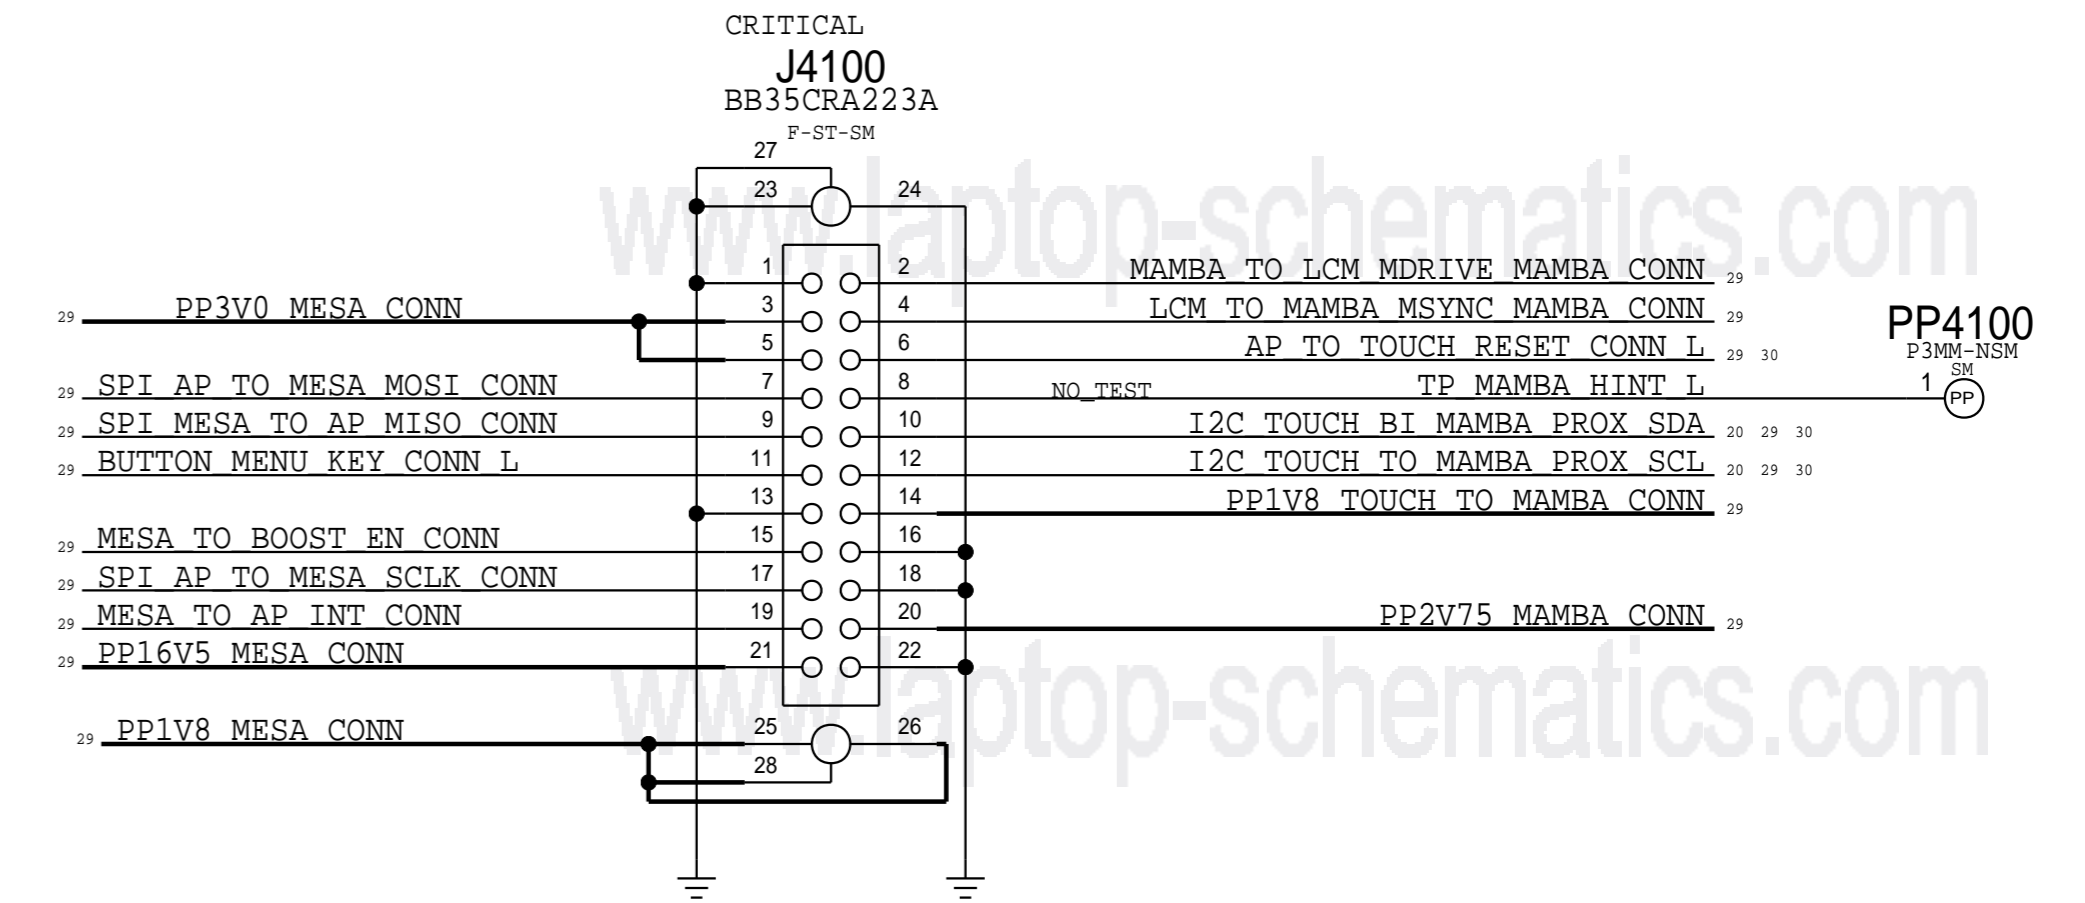 CRITICAL
J4100
BB35CRA223A
F-ST-SM
27
23 24
www.laptop-schematics.com
1 2 MAMBA_TO_LCM_MDRIVE_MAMBA_CONN 29
29 PP3V0_MESA_CONN 3 4 LCM_TO_MAMBA_MSYNC_MAMBA_CONN 29
PP4100
P3MM-NSM
SM
5 6 AP_TO_TOUCH_RESET_CONN_L 29 30
29 SPI_AP_TO_MESA_MOSI_CONN 7 8 NO_TEST TP_MAMBA_HINT_L 1 PP
29 SPI_MESA_TO_AP_MISO_CONN 9 10 I2C_TOUCH_BI_MAMBA_PROX_SDA 20 29 30
29 BUTTON_MENU_KEY_CONN_L 11 12 I2C_TOUCH_TO_MAMBA_PROX_SCL 20 29 30
13 14 PP1V8_TOUCH_TO_MAMBA_CONN 29
29 MESA_TO_BOOST_EN_CONN 15 16
29 SPI_AP_TO_MESA_SCLK_CONN 17 18
29 MESA_TO_AP_INT_CONN 19 20 PP2V75_MAMBA_CONN 29
29 PP16V5_MESA_CONN 21 22
www.laptop-schematics.com
29 PP1V8_MESA_CONN 25 26
28